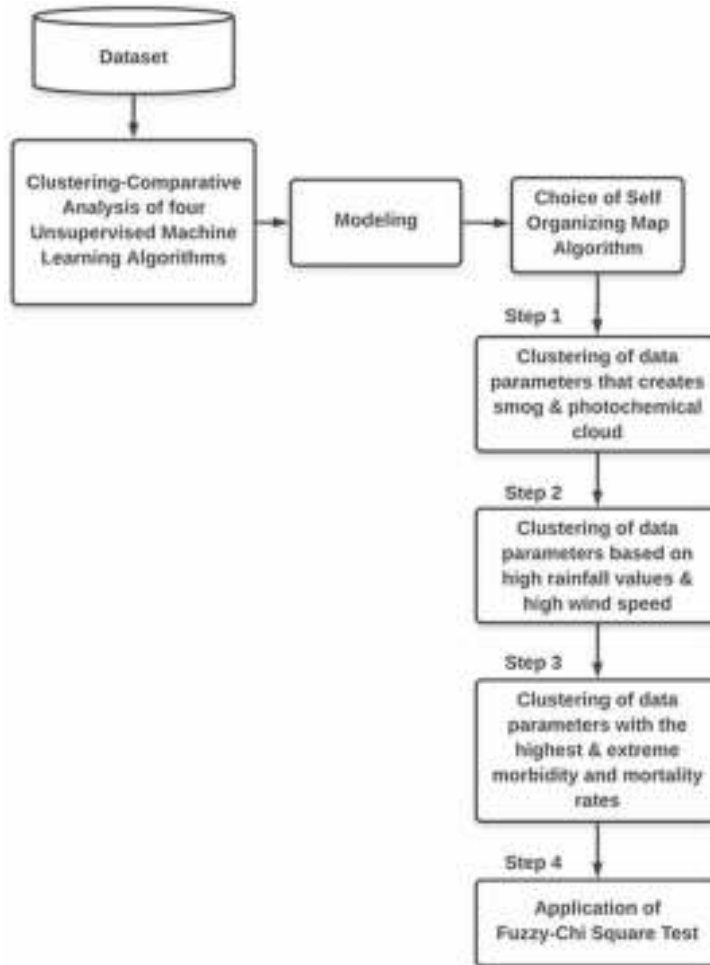 Dataset
Clustering-Comparative
Analysis of four
Unsupervised Machine
Learning Algorithms
Modeling
Choice of Self
Organizing Map
Algorithm
Step 1
Clustering of data
parameters that creates
smog & photochemical
cloud
Step 2
Clustering of data
parameters based on
high rainfall values &
high wind speed
Step 3
Clustering of data
parameters with the
highest & extreme
morbidity and mortality
rates
Step 4
Application of
Fuzzy-Chi Square Test